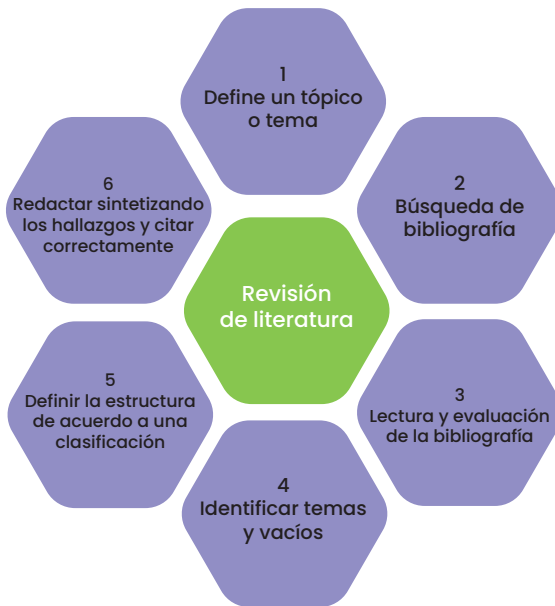 1
Define un tópico
o tema
2
Búsqueda de
bibliografía
3
Lectura y evaluación
de la bibliografía
4
Identificar temas
y vacíos
5
Definir la estructura
de acuerdo a una
clasificación
6
Redactar sintetizando
los hallazgos y citar
correctamente
Revisión
de literatura